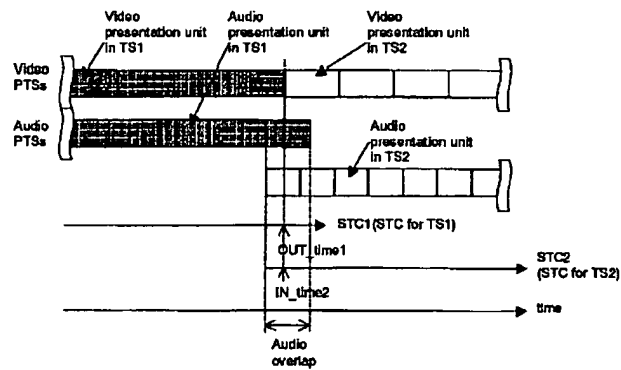 Video
presentation unit
in TS1
Audio
presentation unit
in TS1
Video
presentation unit
in TS2
Video
PTSs
Audio
PTSs
Audio
presentation unit
in TS2
STC1(STC for TS1)
OUT_time1
STC2
(STC for TS2)
IN_time2
time
Audio
overlap